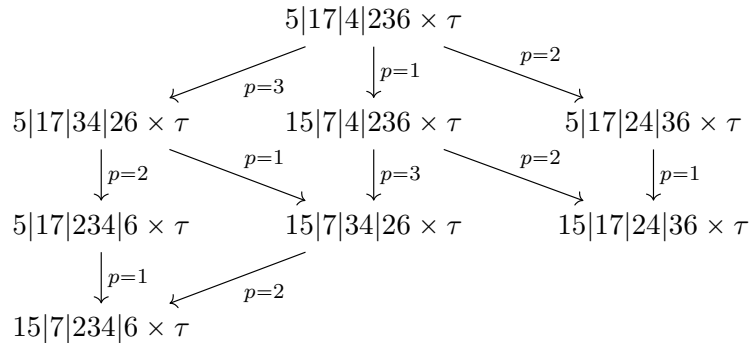 5|17|4|236 × τ
p=3 p=1 p=2
5|17|34|26 × τ 15|7|4|236 × τ 5|17|24|36 × τ
p=2 p=1 p=3 p=2 p=1
5|17|234|6 × τ 15|7|34|26 × τ 15|17|24|36 × τ
p=1 p=2
15|7|234|6 × τ